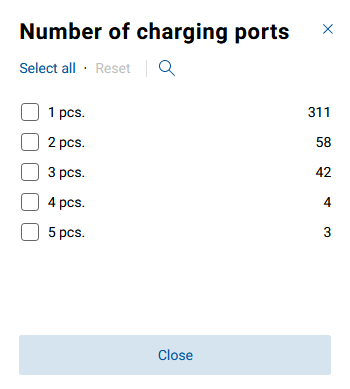 Number of charging ports
Select all · Reset
1 pcs. 311
2 pcs. 58
3 pcs. 42
4 pcs. 4
5 pcs. 3
Close